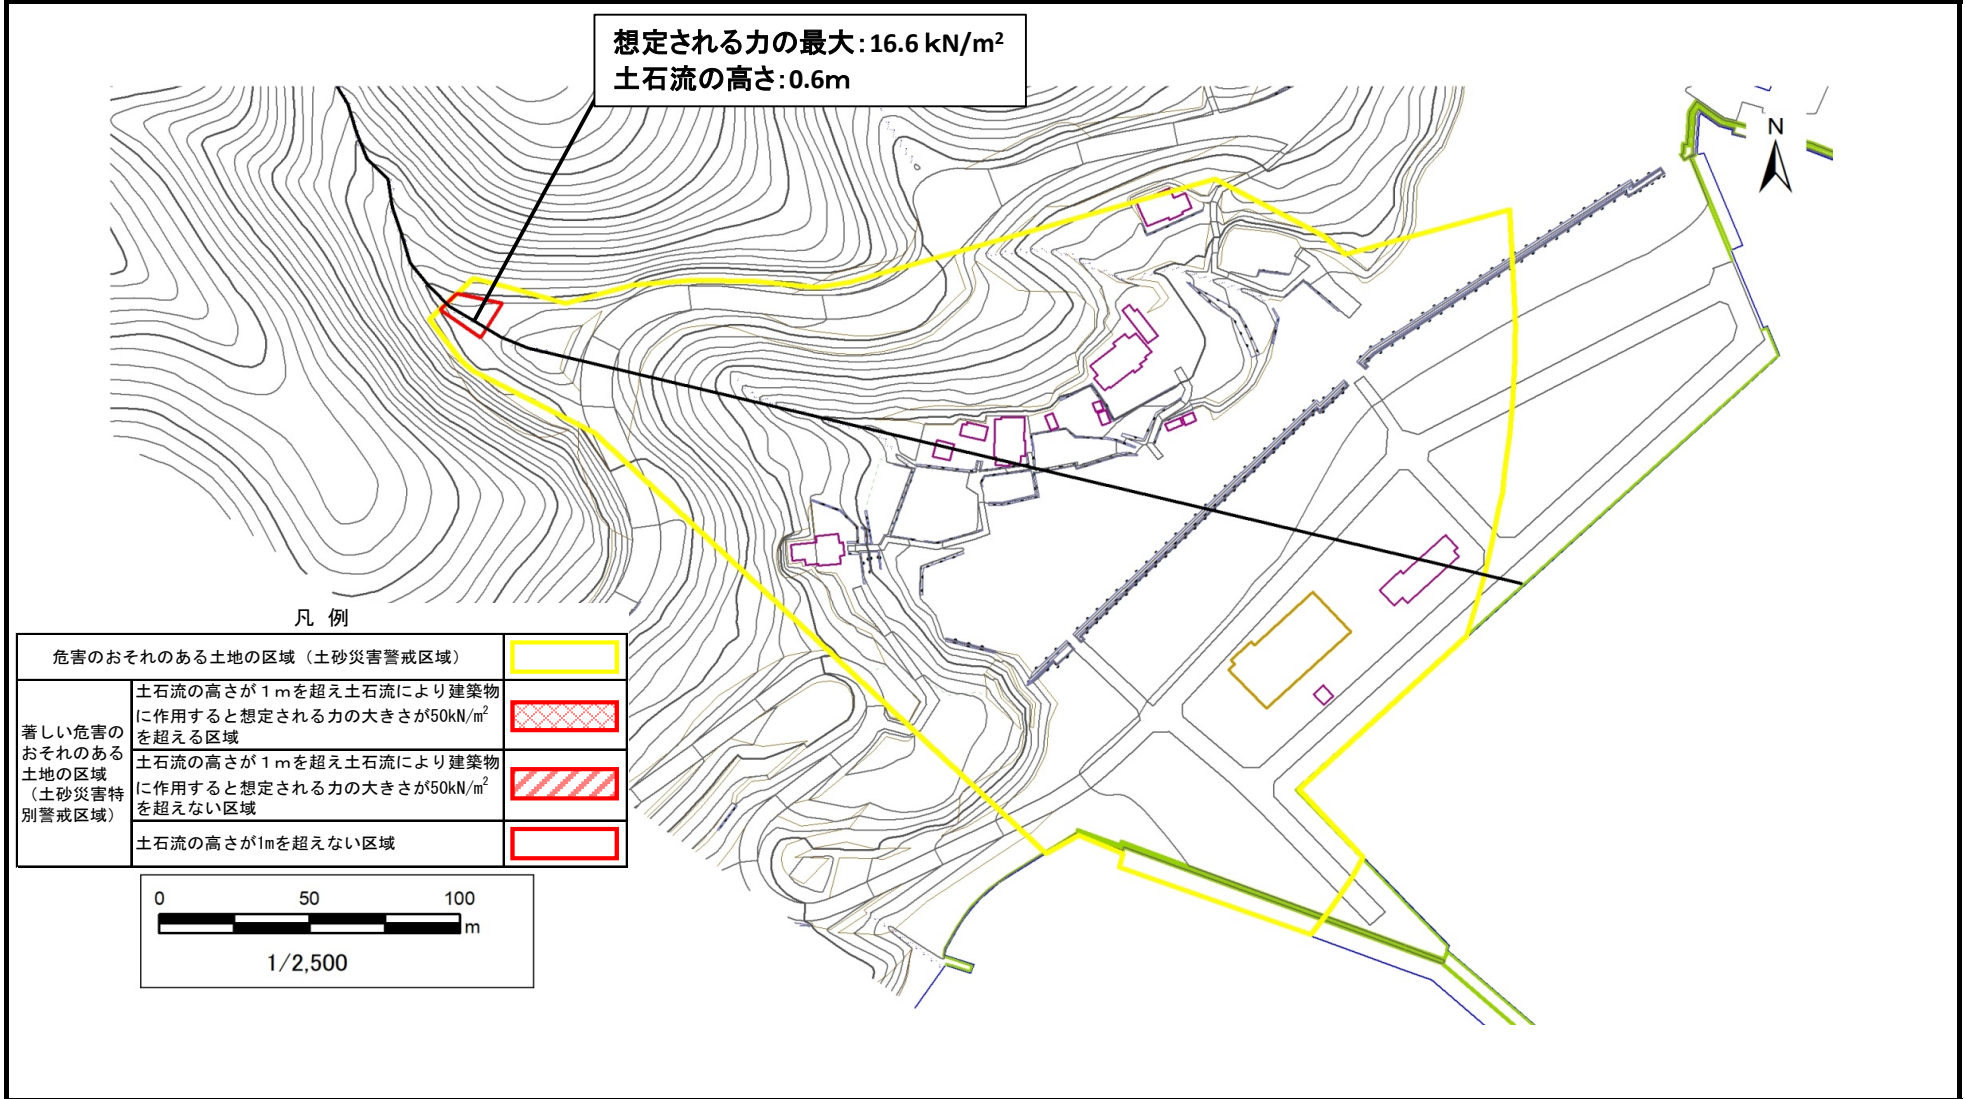 想定される力の最大:16.6 kN/m²
土石流の高さ:0.6m
N
凡 例
危害のおそれのある土地の区域（土砂災害警戒区域）
著しい危害の
おそれのある
土地の区域
（土砂災害特
別警戒区域）
土石流の高さが１ｍを超え土石流により建築物
に作用すると想定される力の大きさが50kN/㎡
を超える区域
土石流の高さが１ｍを超え土石流により建築物
に作用すると想定される力の大きさが50kN/㎡
を超えない区域
土石流の高さが1mを超えない区域
0 50 100
m
1/2,500